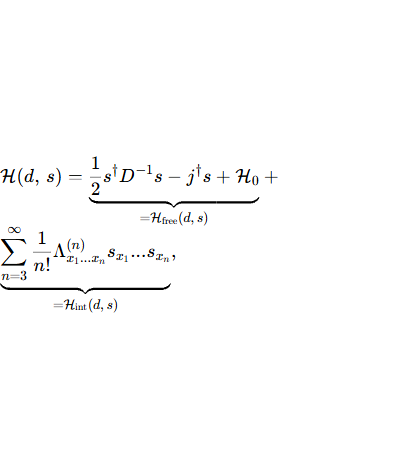 ℋ(d, s) = 1/2 s†D⁻¹s − j†s + ℋ₀ +
=ℋ_free(d, s)
∑_{n=3}^{∞} 1/n! Λ^{(n)}_{x₁...xₙ} s_{x₁}...s_{xₙ},
=ℋ_int(d, s)